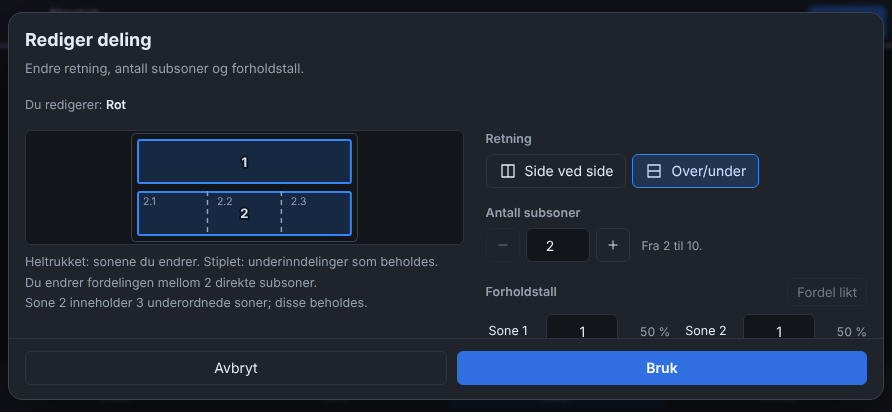 Rediger deling
Endre retning, antall subsoner og forholdstall.
Du redigerer: Rot
1
2.1
2.2
2.3
2
Heltrukket: sonene du endrer. Stiplet: underinndelinger som beholdes.
Du endrer fordelingen mellom 2 direkte subsoner.
Sone 2 inneholder 3 underordnede soner; disse beholdes.
Retning
Side ved side
Over/under
Antall subsoner
− 2 + Fra 2 til 10.
Forholdstall
Fordel likt
Sone 1 1 50 % Sone 2 1 50 %
Avbryt
Bruk